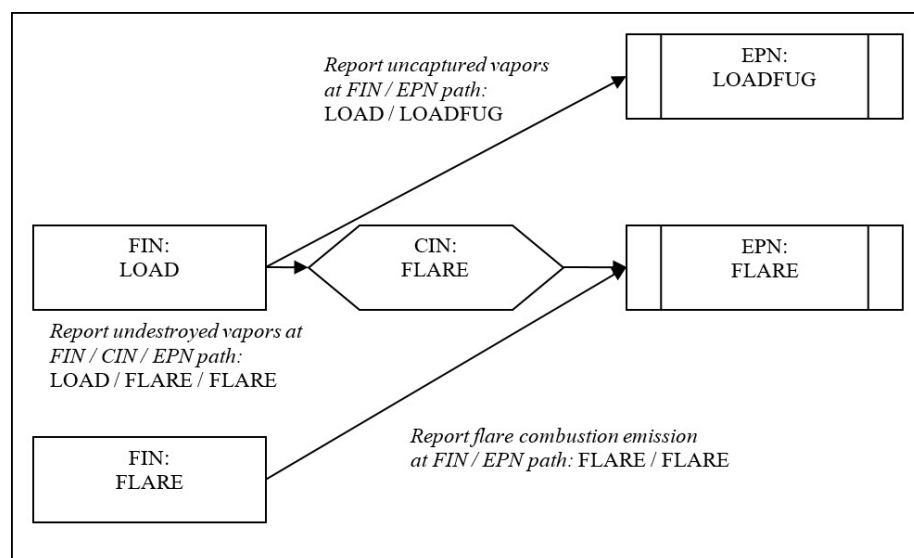 Report uncaptured vapors
at FIN / EPN path:
LOAD / LOADFUG
EPN:
LOADFUG
FIN:
LOAD
CIN:
FLARE
EPN:
FLARE
Report undestroyed vapors at
FIN / CIN / EPN path:
LOAD / FLARE / FLARE
FIN:
FLARE
Report flare combustion emission
at FIN / EPN path: FLARE / FLARE